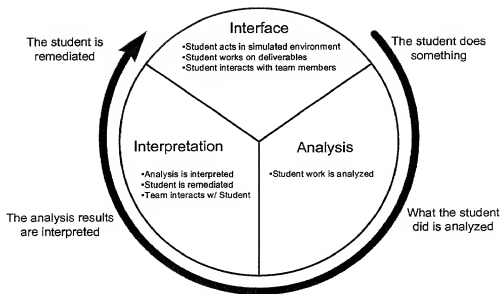 Interface
•Student acts in simulated environment
•Student works on deliverables
•Student interacts with team members
The student is
remediated
The student does
something
Interpretation
•Analysis is interpreted
•Student is remediated
•Team interacts w/ Student
Analysis
•Student work is analyzed
The analysis results
are interpreted
What the student
did is analyzed